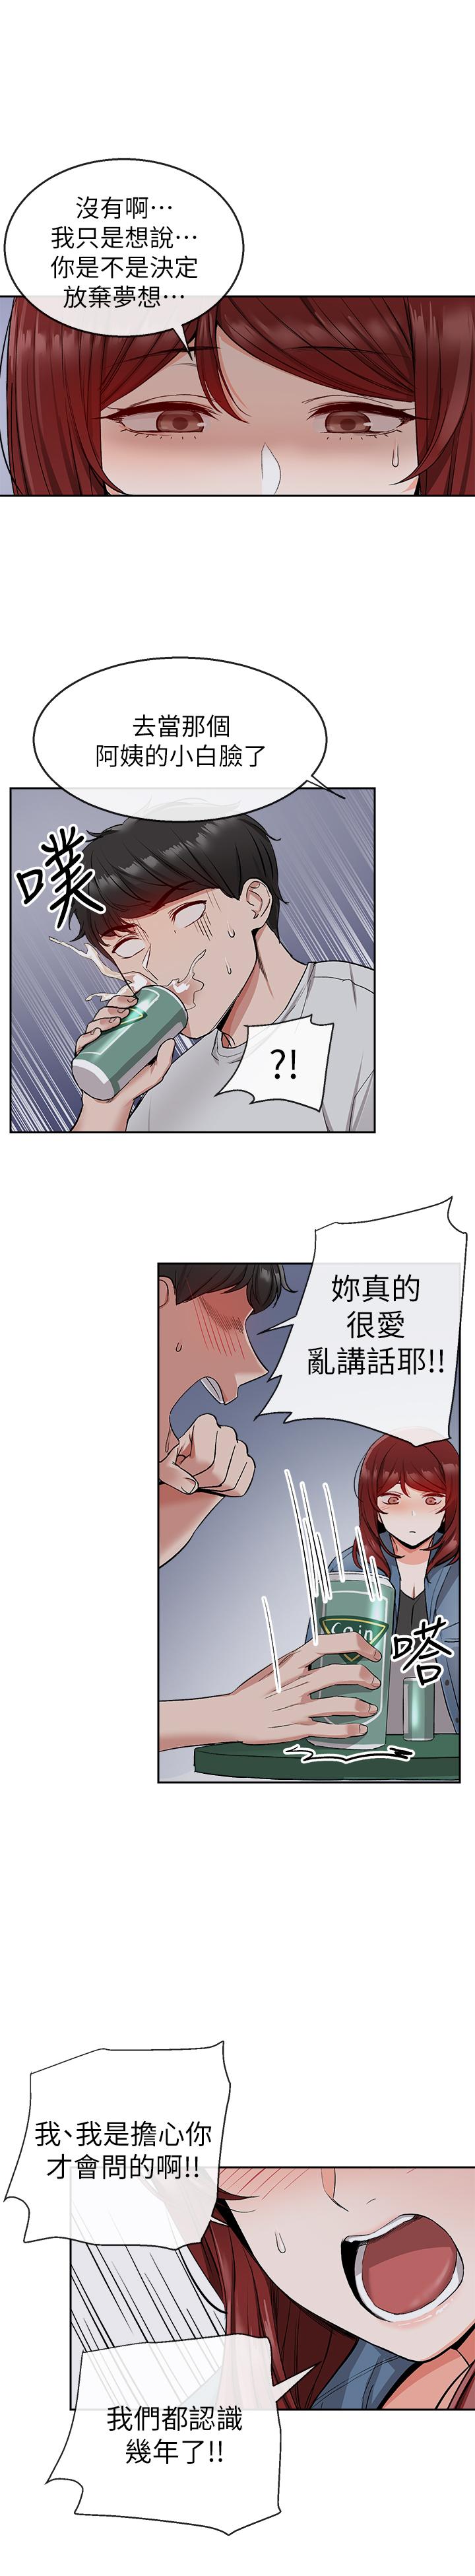 沒有啊⋯
我只是想說⋯
你是不是決定
放棄夢想⋯
去當那個
阿姨的小白臉了
噗
?!
妳真的
很愛
亂講話耶!!
Coin
嗒
我、我是擔心你
才會問的啊!!
我們都認識
幾年了!!